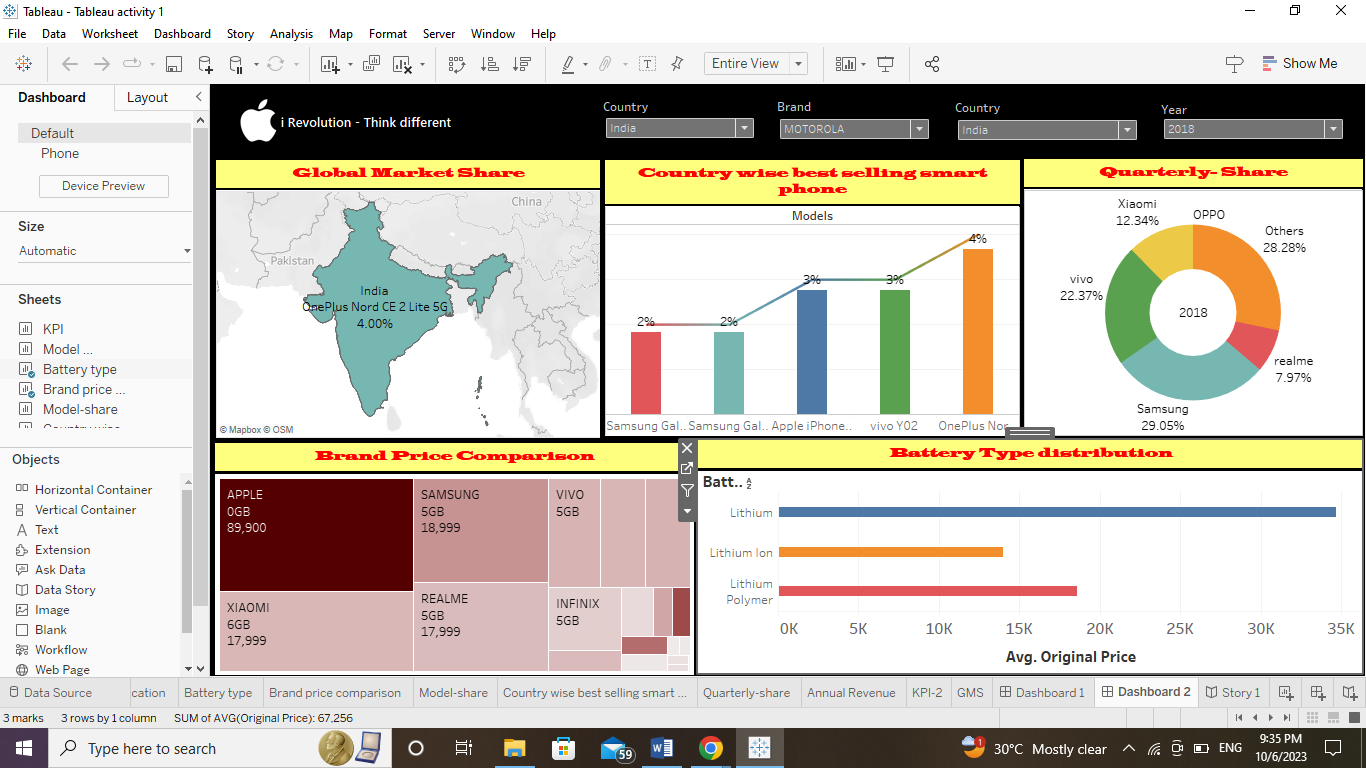 Tableau - Tableau activity 1
File Data Worksheet Dashboard Story Analysis Map Format Server Window Help
Entire View
Show Me
Dashboard Layout
Default
Phone
Device Preview
Size
Automatic
Sheets
KPI
Model ...
Battery type
Brand price ...
Model-share
Objects
Horizontal Container
Vertical Container
Text
Extension
Ask Data
Data Story
Image
Blank
Workflow
Web Page
i Revolution - Think different
Country
India
Brand
MOTOROLA
Country
India
Year
2018
Global Market Share
China
Pakistan
India
OnePlus Nord CE 2 Lite 5G
4.00%
© Mapbox © OSM
Country wise best selling smart
phone
Models
2% 2% 3% 3% 4%
Samsung Gal.. Samsung Gal.. Apple iPhone.. vivo Y02 OnePlus Nor
Quarterly- Share
Xiaomi
12.34%
OPPO
Others
28.28%
vivo
22.37%
2018
realme
7.97%
Samsung
29.05%
Brand Price Comparison
APPLE
0GB
89,900
SAMSUNG
5GB
18,999
VIVO
5GB
XIAOMI
6GB
17,999
REALME
5GB
17,999
INFINIX
5GB
Battery Type distribution
Batt..
Lithium
Lithium Ion
Lithium
Polymer
0K 5K 10K 15K 20K 25K 30K 35K
Avg. Original Price
Data Source cation Battery type Brand price comparison Model-share Country wise best selling smart ... Quarterly-share Annual Revenue KPI-2 GMS Dashboard 1 Dashboard 2 Story 1
3 marks 3 rows by 1 column SUM of AVG(Original Price): 67,256
Type here to search
59
1
30°C Mostly clear
ENG
9:35 PM
10/6/2023